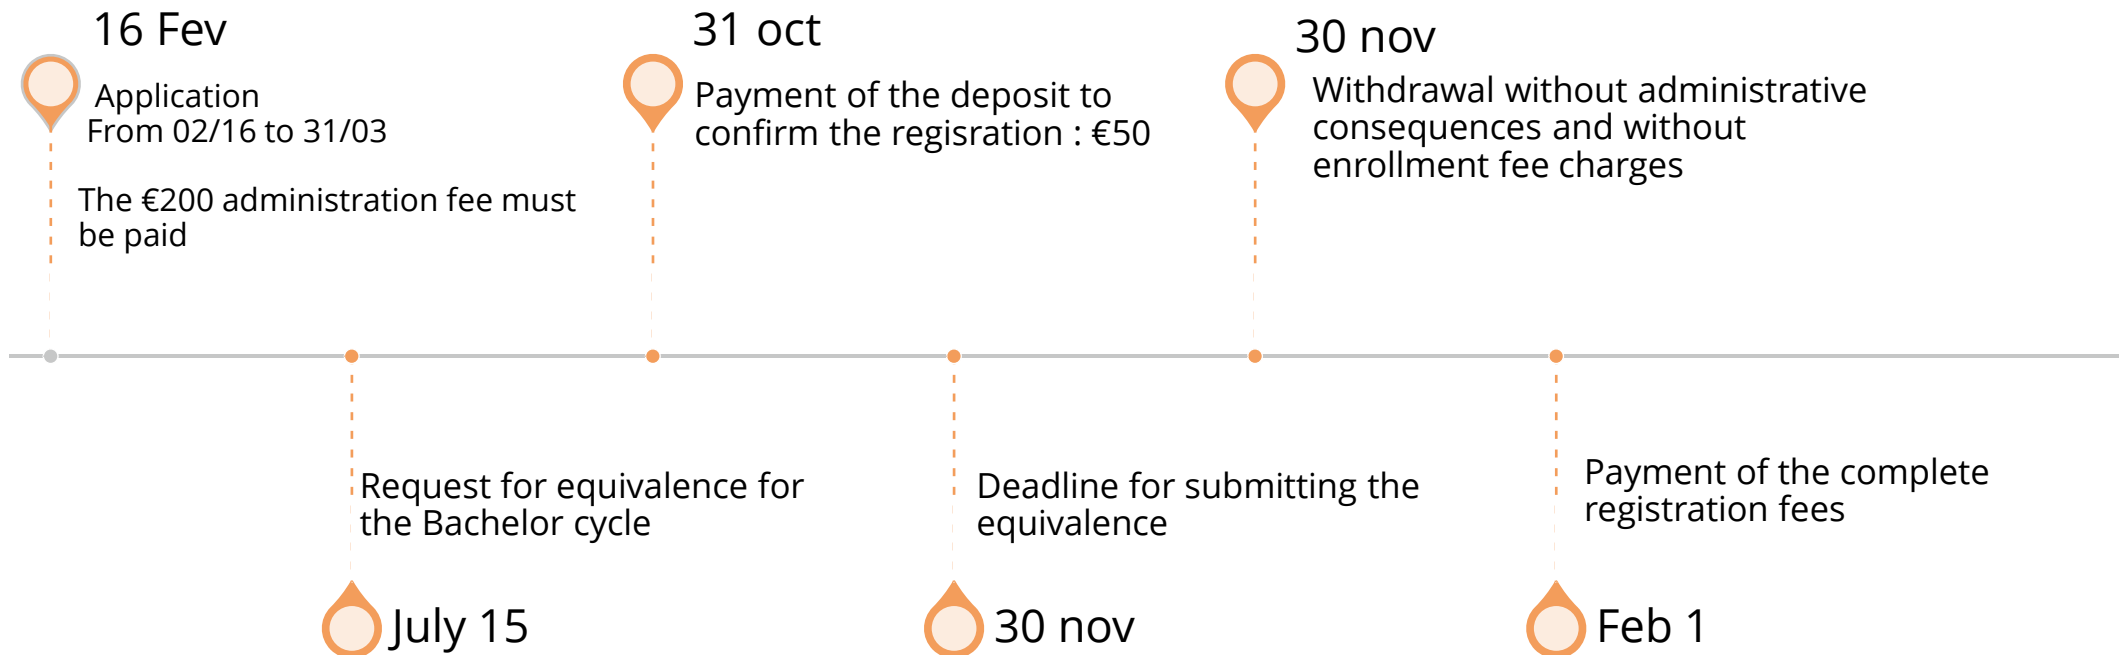 16 Fev
Application
From 02/16 to 31/03
The €200 administration fee must
be paid
31 oct
Payment of the deposit to
confirm the regisration : €50
30 nov
Withdrawal without administrative
consequences and without
enrollment fee charges
Request for equivalence for
the Bachelor cycle
July 15
Deadline for submitting the
equivalence
30 nov
Payment of the complete
registration fees
Feb 1